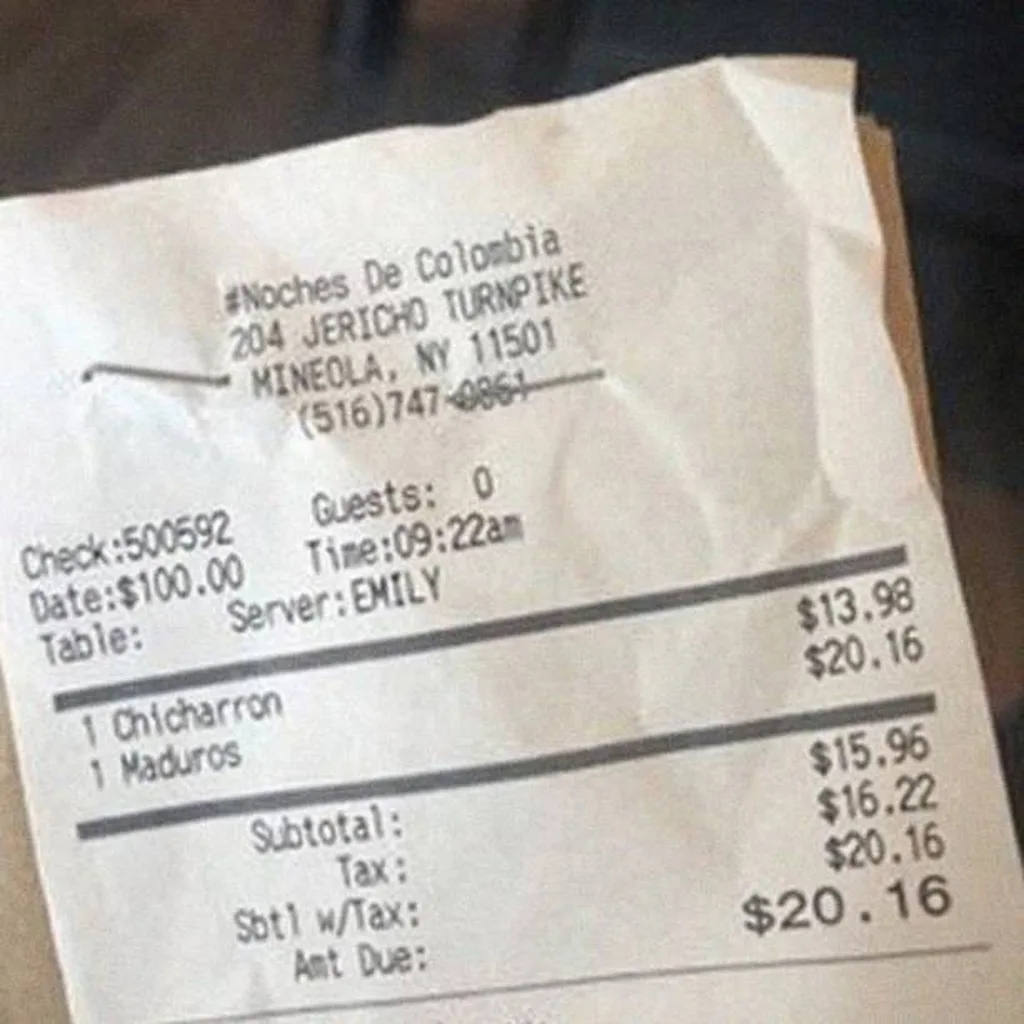 #Noches De Colombia
204 JERICHO TURNPIKE
MINEOLA, NY 11501
(516)747-0861
Check:500592 Guests: 0
Date:$100.00 Time:09:22am
Table: Server:EMILY
1 Chicharron $13.98
1 Maduros $20.16
Subtotal: $15.96
Tax: $16.22
Sbtl w/Tax: $20.16
Amt Due: $20.16